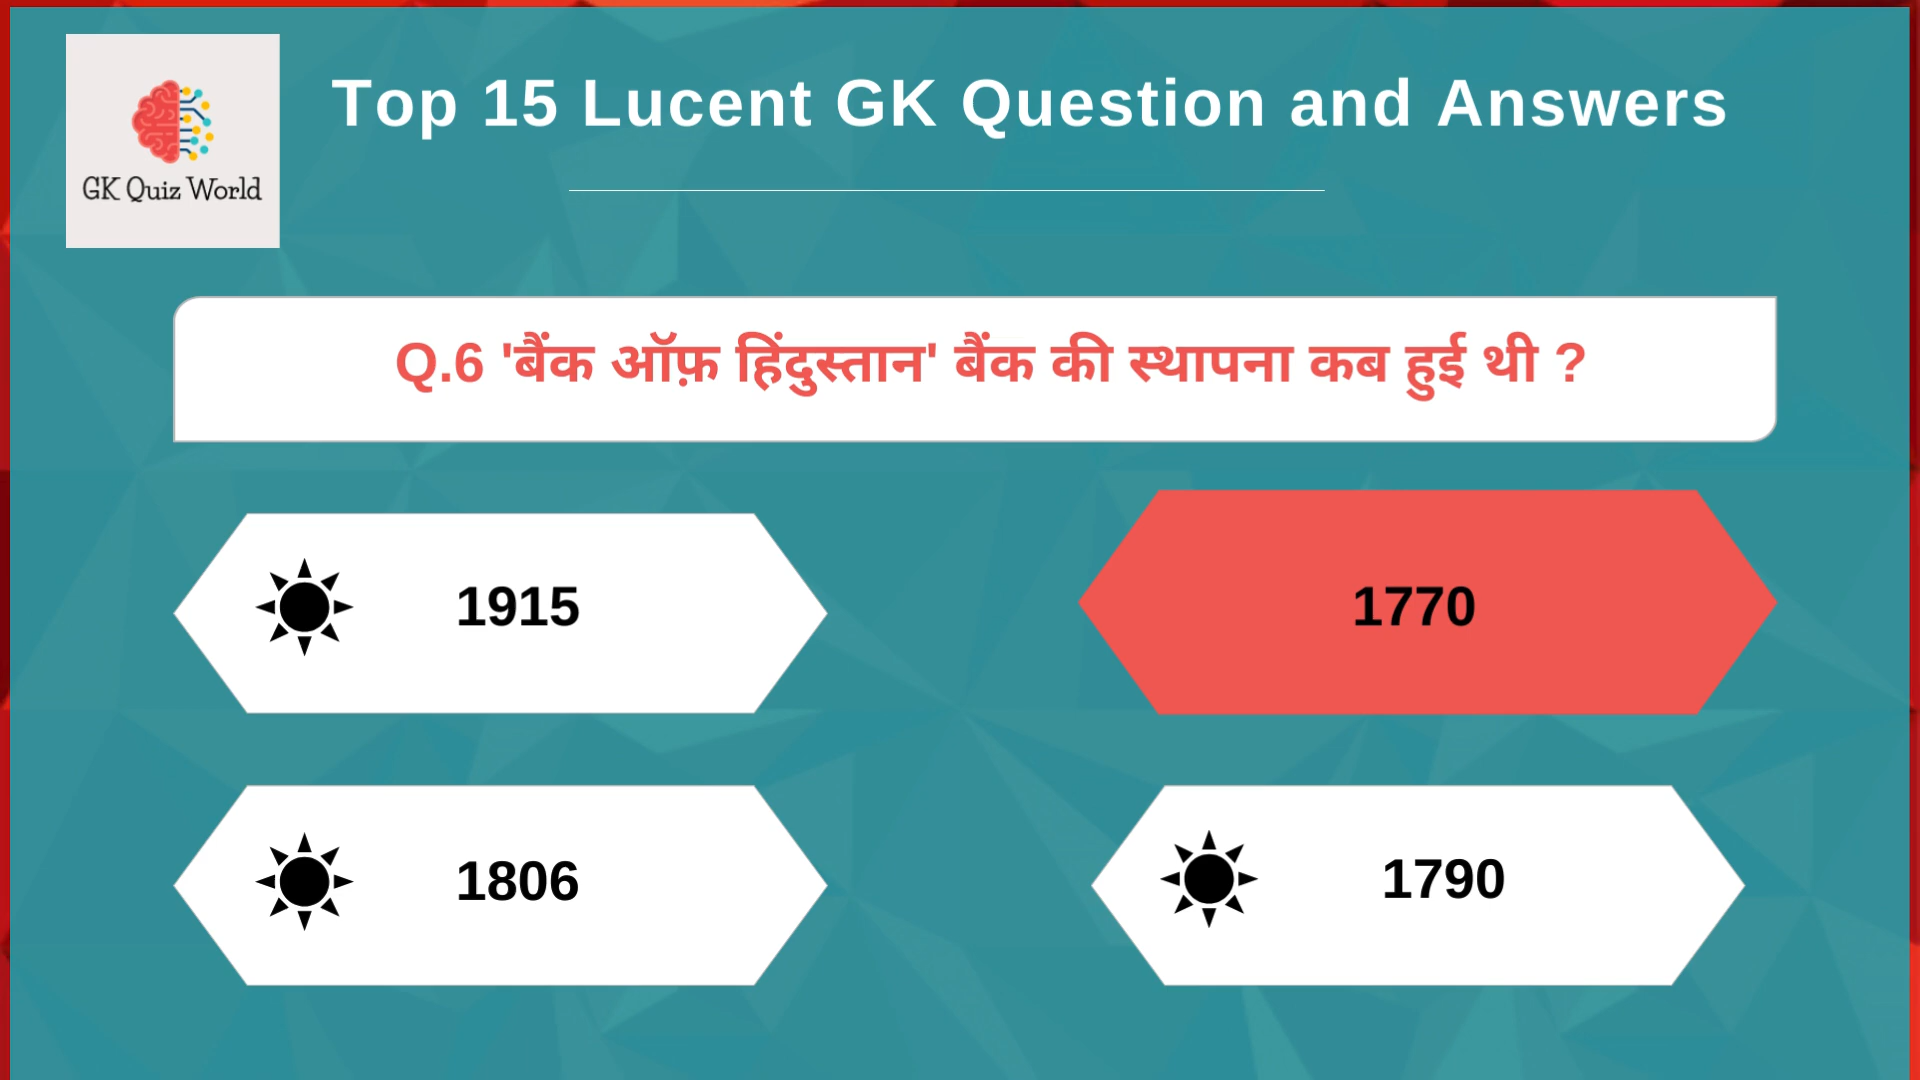 Top 15 Lucent GK Question and Answers
GK Quiz World
Q.6 'बैंक ऑफ़ हिंदुस्तान' बैंक की स्थापना कब हुई थी ?
1915
1770
1806
1790